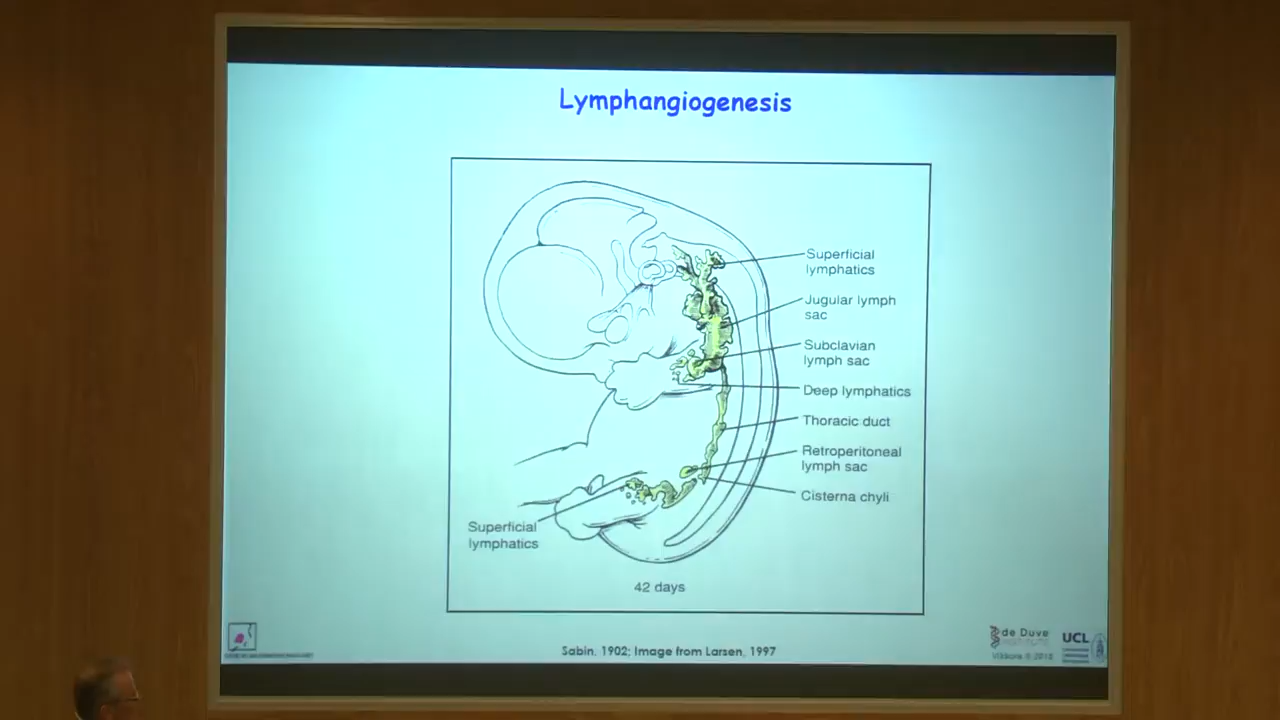 Lymphangiogenesis
Superficial
lymphatics
Jugular lymph
sac
Subclavian
lymph sac
Deep lymphatics
Thoracic duct
Retroperitoneal
lymph sac
Cisterna chyli
Superficial
lymphatics
42 days
Sabin, 1902; Image from Larsen, 1997
de Duve
INSTITUTE
UCL